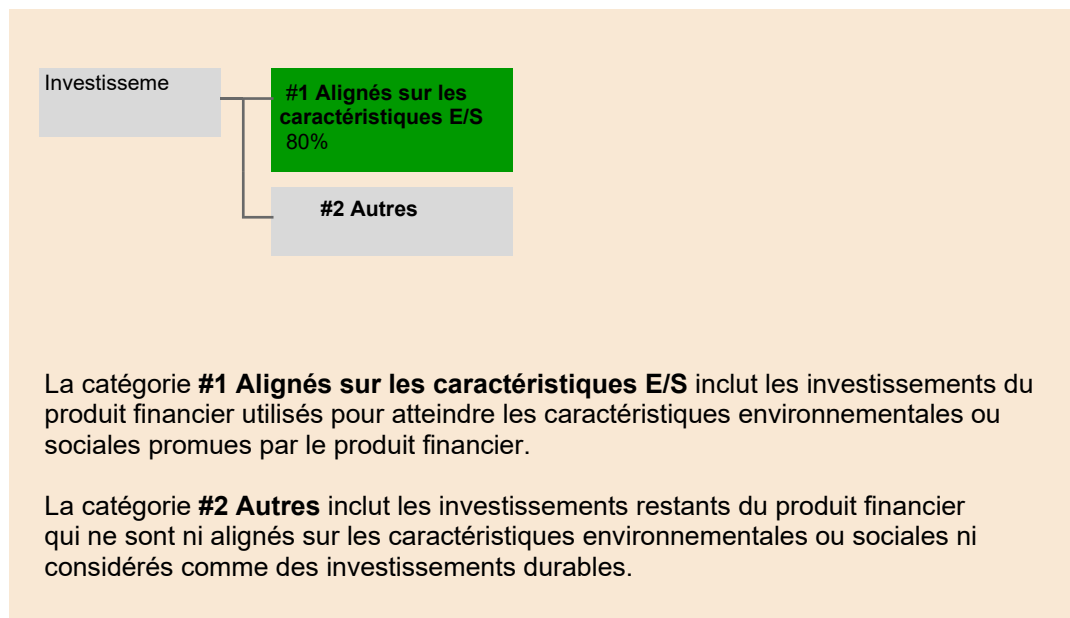 Investisseme
#1 Alignés sur les
caractéristiques E/S
80%
#2 Autres
La catégorie #1 Alignés sur les caractéristiques E/S inclut les investissements du
produit financier utilisés pour atteindre les caractéristiques environnementales ou
sociales promues par le produit financier.
La catégorie #2 Autres inclut les investissements restants du produit financier
qui ne sont ni alignés sur les caractéristiques environnementales ou sociales ni
considérés comme des investissements durables.